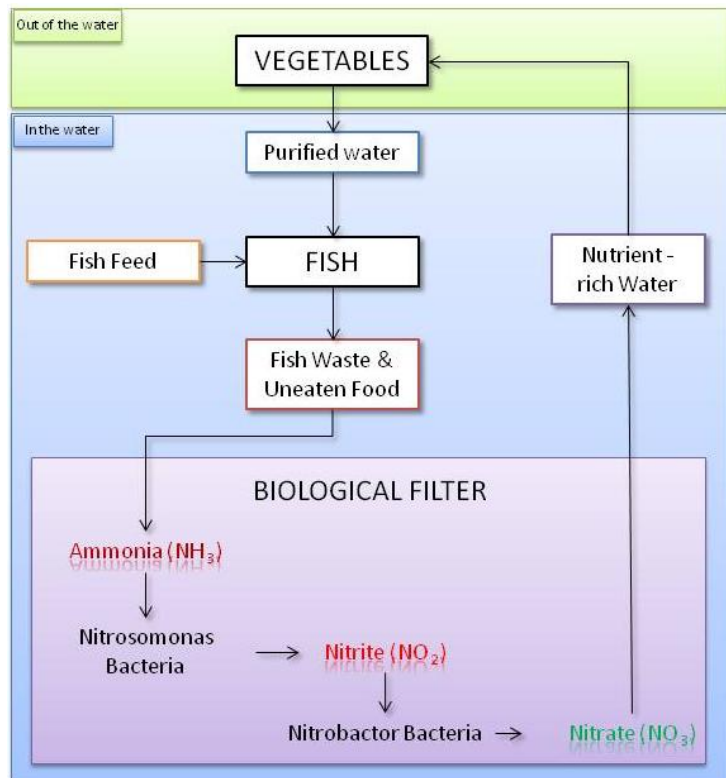 Out of the water
VEGETABLES
In the water
Purified water
Fish Feed
FISH
Nutrient -
rich Water
Fish Waste &
Uneaten Food
BIOLOGICAL FILTER
Ammonia (NH₃)
Nitrosomonas
Bacteria
Nitrite (NO₂)
Nitrobactor Bacteria
Nitrate (NO₃)